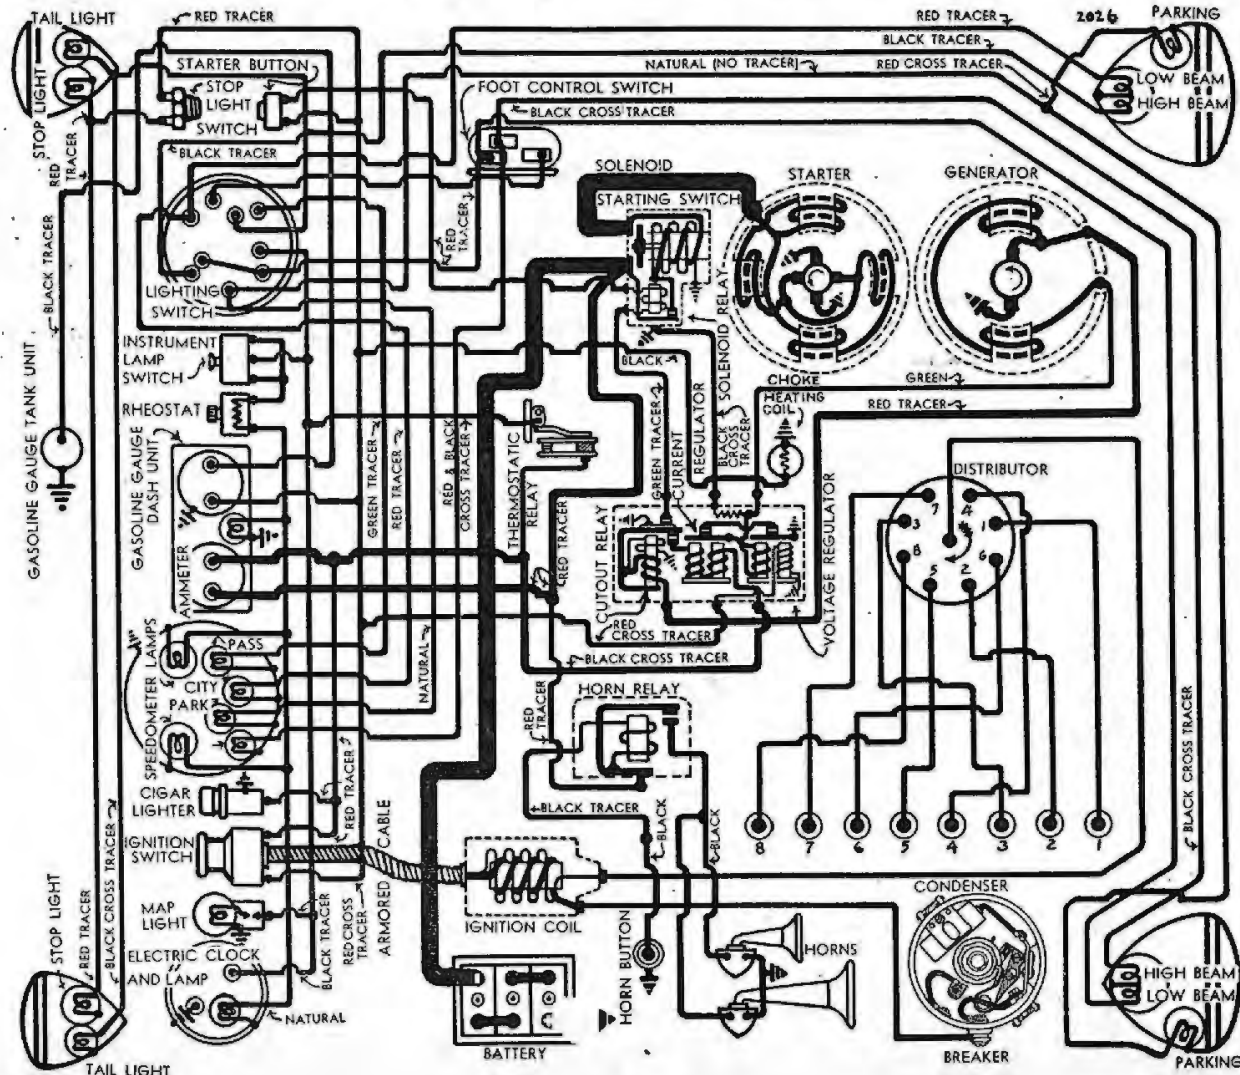 TAIL LIGHT
RED TRACER
RED TRACER
2026
PARKING
BLACK TRACER
STARTER BUTTON
NATURAL (NO TRACER)
RED CROSS TRACER
STOP LIGHT
STOP
LIGHT
SWITCH
FOOT CONTROL SWITCH
LOW BEAM
HIGH BEAM
BLACK CROSS TRACER
RED
TRACER
BLACK TRACER
SOLENOID
STARTING SWITCH
STARTER
GENERATOR
RED
TRACER
BLACK TRACER
LIGHTING
SWITCH
SOLENOID RELAY
INSTRUMENT
LAMP
SWITCH
BLACK
CHOKE
HEATING
COIL
GREEN
RED TRACER
RHEOSTAT
GASOLINE GAUGE TANK UNIT
GASOLINE GAUGE
DASH UNIT
GREEN TRACER
RED TRACER
RED & BLACK
CROSS TRACER
THERMOSTATIC
RELAY
GREEN TRACER
CURRENT
REGULATOR
BLACK
CROSS
TRACER
DISTRIBUTOR
7
4
3
1
8
6
5
2
RED TRACER
AMMETER
CUTOUT RELAY
VOLTAGE REGULATOR
RED
CROSS TRACER
BLACK CROSS TRACER
SPEEDOMETER LAMPS
PASS
CITY
PARK
NATURAL
HORN RELAY
RED
TRACER
CIGAR
LIGHTER
RED TRACER
BLACK TRACER
BLACK
BLACK
BLACK CROSS TRACER
IGNITION
SWITCH
ARMORED CABLE
8
7
6
5
4
3
2
1
MAP
LIGHT
IGNITION COIL
CONDENSER
STOP LIGHT
RED TRACER
BLACK CROSS TRACER
BLACK TRACER
RED CROSS
TRACER
ELECTRIC CLOCK
AND LAMP
NATURAL
HORN BUTTON
HORNS
HIGH BEAM
LOW BEAM
BATTERY
BREAKER
PARKING
TAIL LIGHT